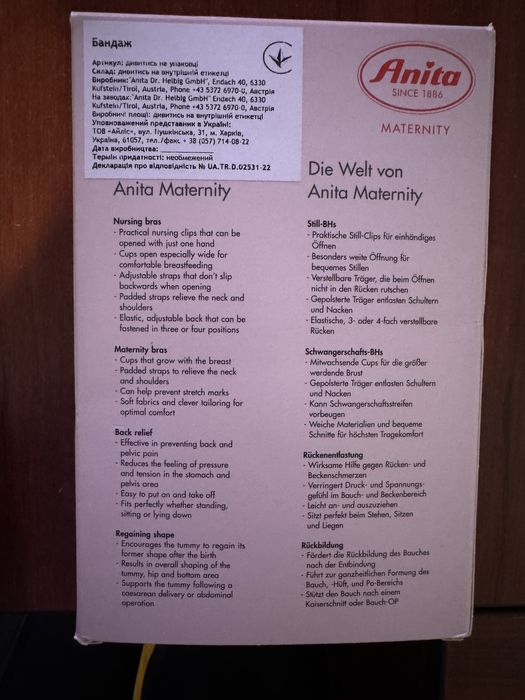 Бандаж
Артикул: дивитись на упаковці
Склад: дивитись на внутрішній етикетці
Виробник: "Anita Dr. Helbig GmbH", Endach 40, 6330
Kufstein/Tirol, Austria, Phone +43 5372 6970-0, Австрія
На заводах: "Anita Dr. Helbig GmbH" Endach 40, 6330
Kufstein/Tirol, Austria, Phone +43 5372 6970-0, Австрія
Виробничі площі: дивитись на внутрішній етикетці
Уповноважений представник в Україні:
ТОВ «Айліс», вул. Пушкінська, 31, м. Харків,
Україна, 61057, тел./факс + 38 (057) 714-08-22
Дата виробництва:
Термін придатності: необмежений
Декларація про відповідність № UA.TR.D.02531-22
Anita
SINCE 1886
MATERNITY
Anita Maternity
Nursing bras
- Practical nursing clips that can be
opened with just one hand
- Cups open especially wide for
comfortable breastfeeding
- Adjustable straps that don't slip
backwards when opening
- Padded straps relieve the neck and
shoulders
- Elastic, adjustable back that can be
fastened in three or four positions
Maternity bras
- Cups that grow with the breast
- Padded straps to relieve the neck
and shoulders
- Can help prevent stretch marks
- Soft fabrics and clever tailoring for
optimal comfort
Back relief
- Effective in preventing back and
pelvic pain
- Reduces the feeling of pressure
and tension in the stomach and
pelvis area
- Easy to put on and take off
- Fits perfectly whether standing,
sitting or lying down
Regaining shape
- Encourages the tummy to regain its
former shape after the birth
- Results in overall shaping of the
tummy, hip and bottom area
- Supports the tummy following a
caesarean delivery or abdominal
operation
Die Welt von
Anita Maternity
Still-BHs
- Praktische Still-Clips für einhändiges
Öffnen
- Besonders weite Öffnung für
bequemes Stillen
- Verstellbare Träger, die beim Öffnen
nicht in den Rücken rutschen
- Gepolsterte Träger entlasten Schultern
und Nacken
- Elastische, 3- oder 4-fach verstellbare
Rücken
Schwangerschafts-BHs
- Mitwachsende Cups für die größer
werdende Brust
- Gepolsterte Träger entlasten Schultern
und Nacken
- Kann Schwangerschaftsstreifen
vorbeugen
- Weiche Materialien und bequeme
Schnitte für höchsten Tragekomfort
Rückenentlastung
- Wirksame Hilfe gegen Rücken- und
Beckenschmerzen
- Verringert Druck- und Spannungs-
gefühl im Bauch- und Beckenbereich
- Leicht an- und auszuziehen
- Sitzt perfekt beim Stehen, Sitzen
und Liegen
Rückbildung
- Fördert die Rückbildung des Bauches
nach der Entbindung
- Führt zur ganzheitlichen Formung des
Bauch, -Hüft, und Po-Bereichs
- Stützt den Bauch nach einem
Kaiserschnitt oder Bauch-OP